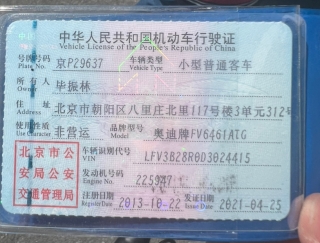 中华人民共和国机动车行驶证
Vehicle License of the People's Republic of China
号牌号码 京P29637 车辆类型 小型普通客车
Plate No. Vehicle Type
所有人 毕振林
Owner
住址 北京市朝阳区八里庄北里117号楼3单元312号
Address
使用性质 非营运 品牌型号 奥迪牌FV6461ATG
Use Character Model
北京市公安局公安交通管理局
车辆识别代号 LFV3B28R0D3024415
VIN
发动机号码 225947
Engine No.
注册日期 2013-10-22 发证日期 2021-04-25
Register Date Issue Date